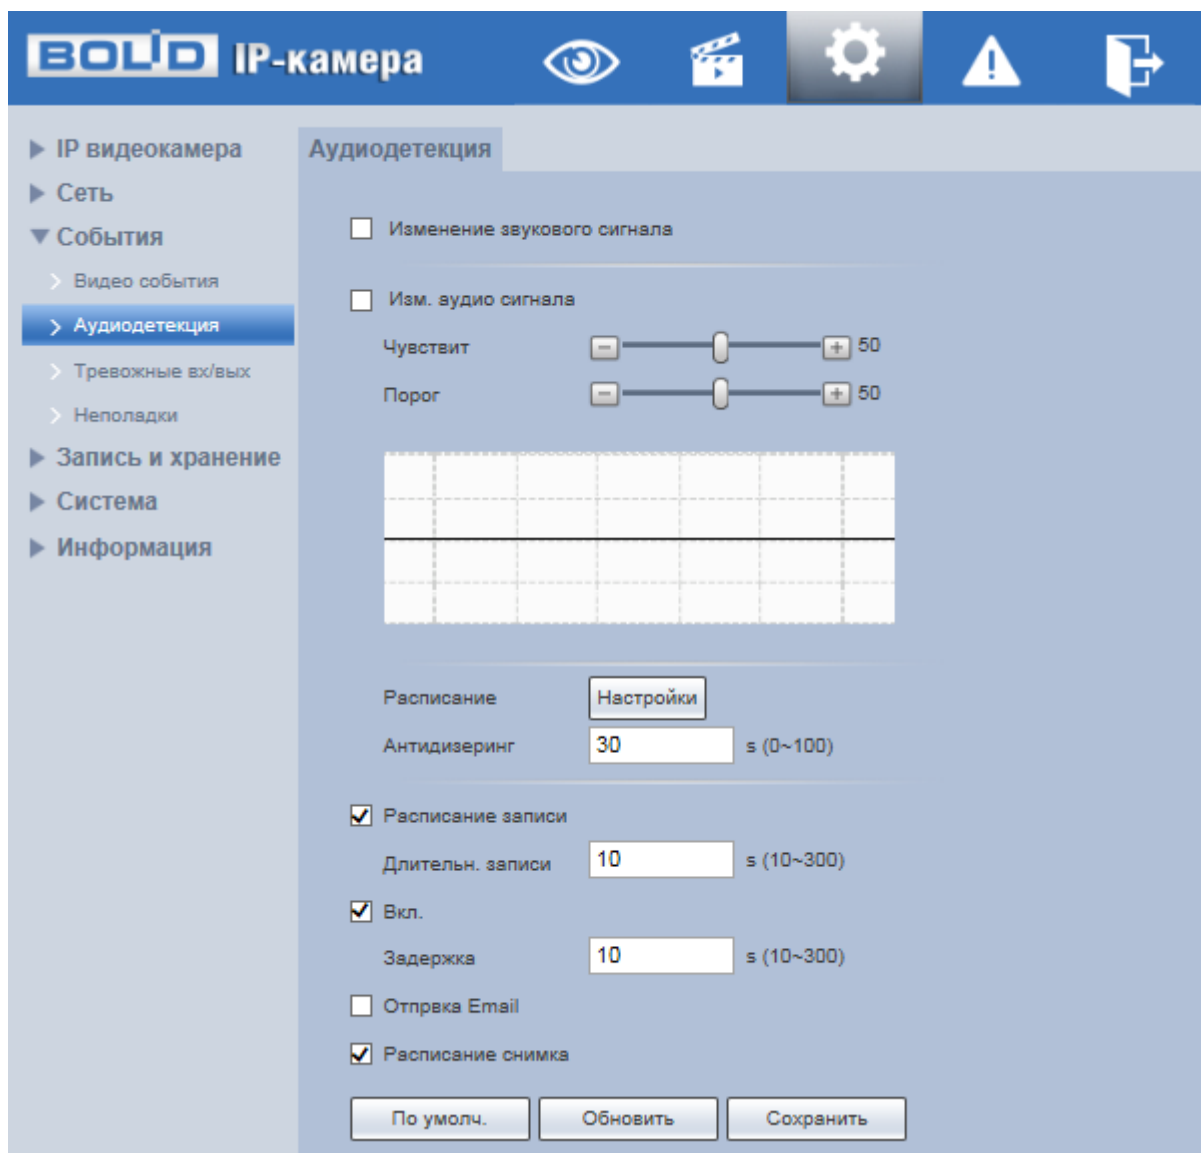 BOLID IP-камера
IP видеокамера
Сеть
События
Видео события
Аудиодетекция
Тревожные вх/вых
Неполадки
Запись и хранение
Система
Информация
Аудиодетекция
Изменение звукового сигнала
Изм. аудио сигнала
Чувствит 50
Порог 50
Расписание Настройки
Антидизеринг 30 s (0~100)
Расписание записи
Длительн. записи 10 s (10~300)
Вкл.
Задержка 10 s (10~300)
Отпрвка Email
Расписание снимка
По умолч. Обновить Сохранить